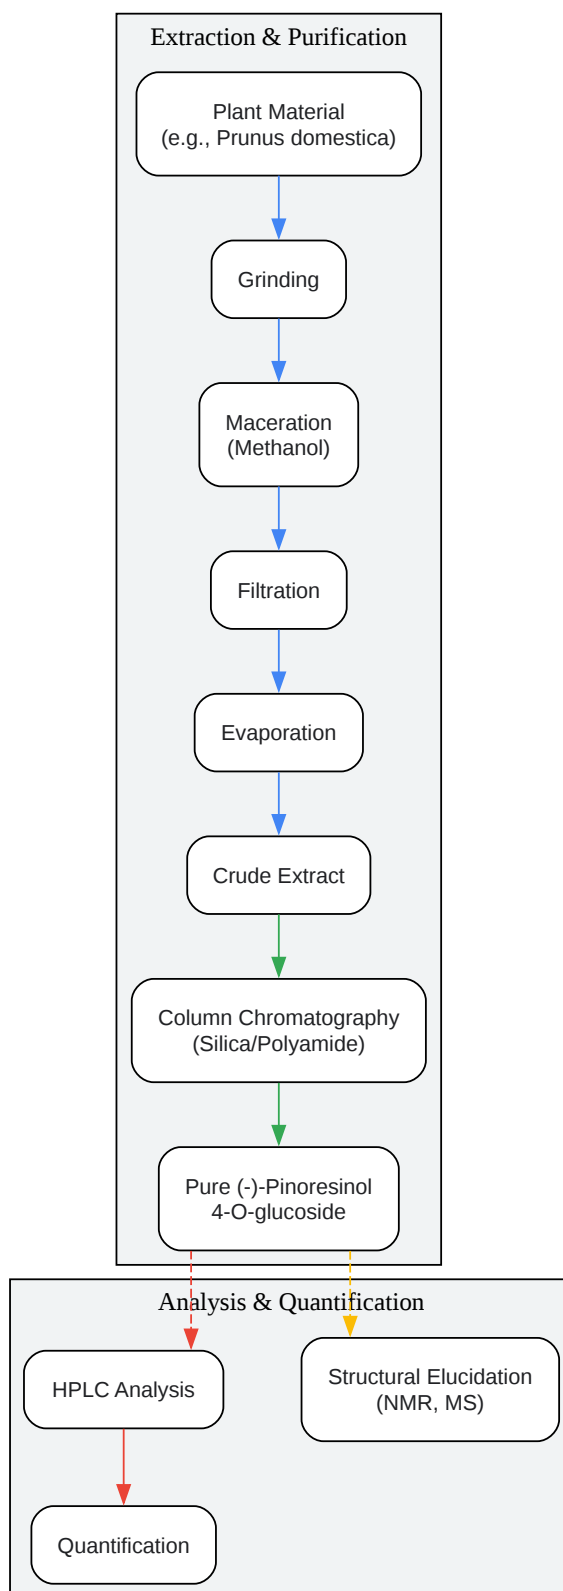 Extraction & Purification
Plant Material
(e.g., Prunus domestica)
Grinding
Maceration
(Methanol)
Filtration
Evaporation
Crude Extract
Column Chromatography
(Silica/Polyamide)
Pure (-)-Pinoresinol
4-O-glucoside
Analysis & Quantification
HPLC Analysis
Structural Elucidation
(NMR, MS)
Quantification